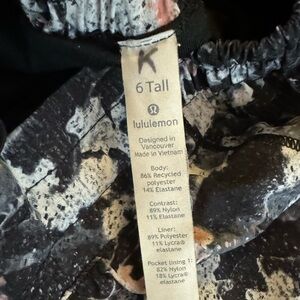 K
6 Tall
lululemon
Designed in
Vancouver
Made in Vietnam
Body:
86% Recycled
polyester
14% Elastane
Contrast:
89% Nylon
11% Elastane
Liner:
89% Polyester
11% Lycra®
elastane
Pocket lining 1:
82% Nylon
18% Lycra®
elastane